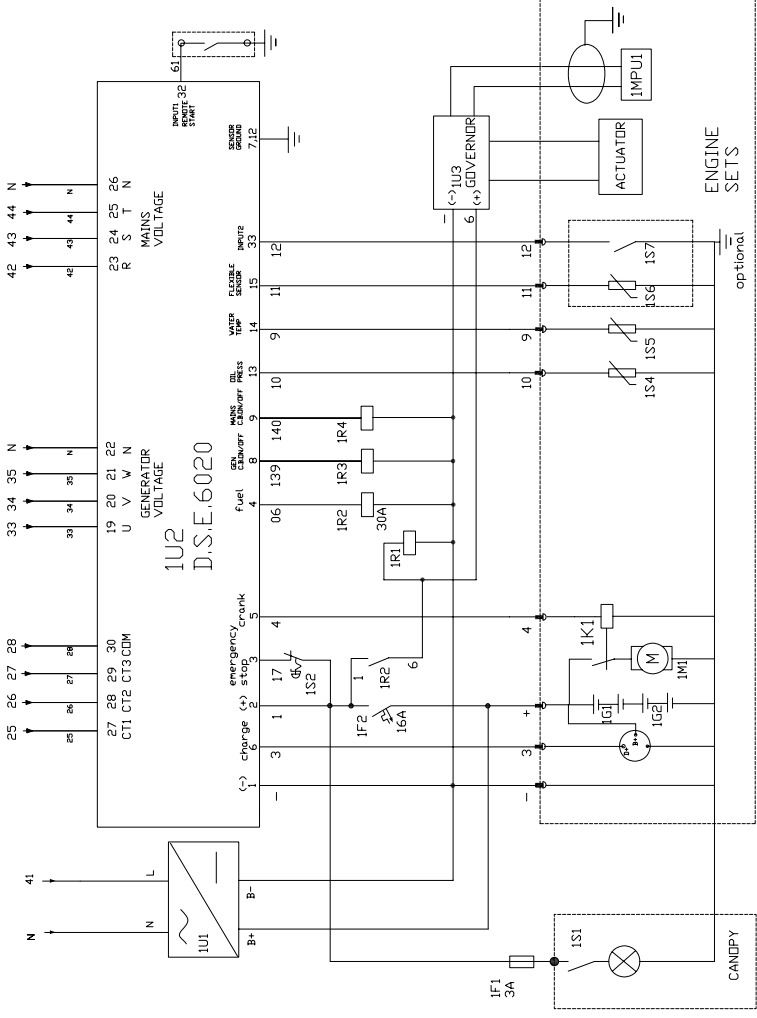 N
41
25
26
27
28
33
34
35
N
42
43
44
N
25
26
27
28
33
34
35
N
42
43
44
N
27
28
29
30
19
20
21
22
23
24
25
26
CT1
CT2
CT3
COM
U
V
W
N
R
S
T
N
GENERATOR
VOLTAGE
MAINS
VOLTAGE
N
L
1U1
B+
B-
1U2
D.S.E.6020
INPUT1
REMOTE
START
32
61
(-)
charge
(+)
emergency
stop
crank
fuel
GEN
C.B.ON/OFF
MAINS
C.B.ON/OFF
OIL
PRESS
WATER
TEMP
FLEXIBLE
SENSOR
INPUT2
SENSOR
GROUND
1
6
2
3
5
4
8
9
13
14
15
33
7,12
-
3
1
17
4
06
139
140
10
9
11
12
1S2
1F2
16A
1
1R2
6
1R1
1R2
30A
1R3
1R4
-
6
(-)
(+)
1U3
GOVERNOR
1F1
3A
-
3
+
4
10
9
11
12
1S1
CANOPY
D+
B+
1G1
1G2
1K1
M
1M1
1S4
1S5
1S6
1S7
optional
ACTUATOR
1MPU1
ENGINE
SETS